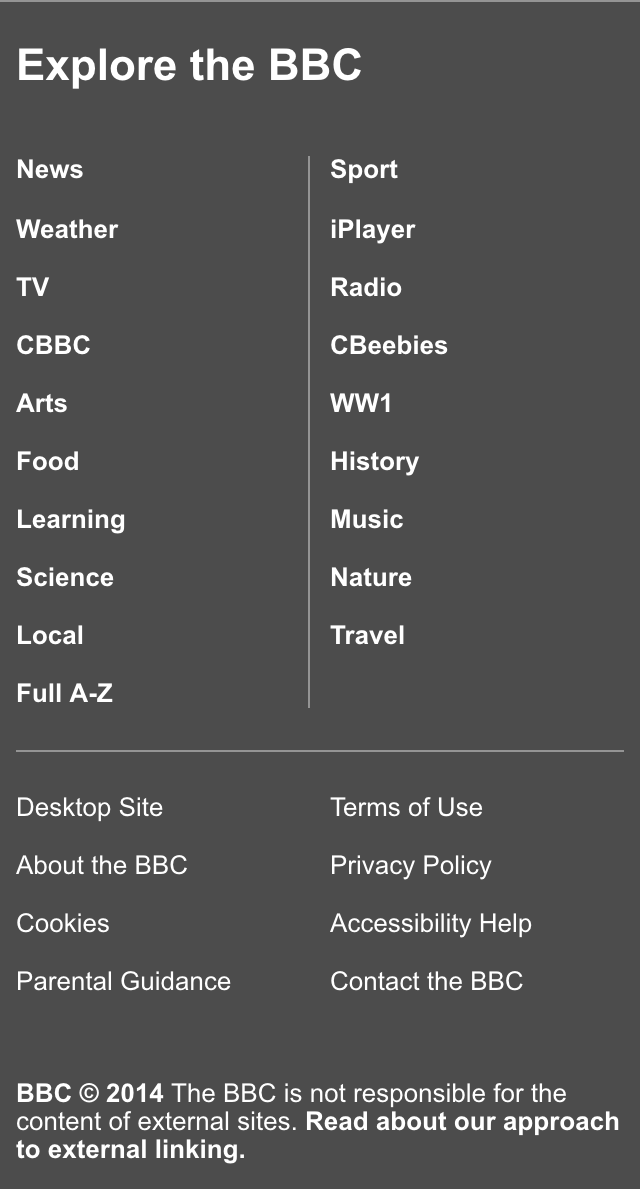 Explore the BBC
News
Sport
Weather
iPlayer
TV
Radio
CBBC
CBeebies
Arts
WW1
Food
History
Learning
Music
Science
Nature
Local
Travel
Full A-Z
Desktop Site
Terms of Use
About the BBC
Privacy Policy
Cookies
Accessibility Help
Parental Guidance
Contact the BBC
BBC © 2014 The BBC is not responsible for the
content of external sites. Read about our approach
to external linking.